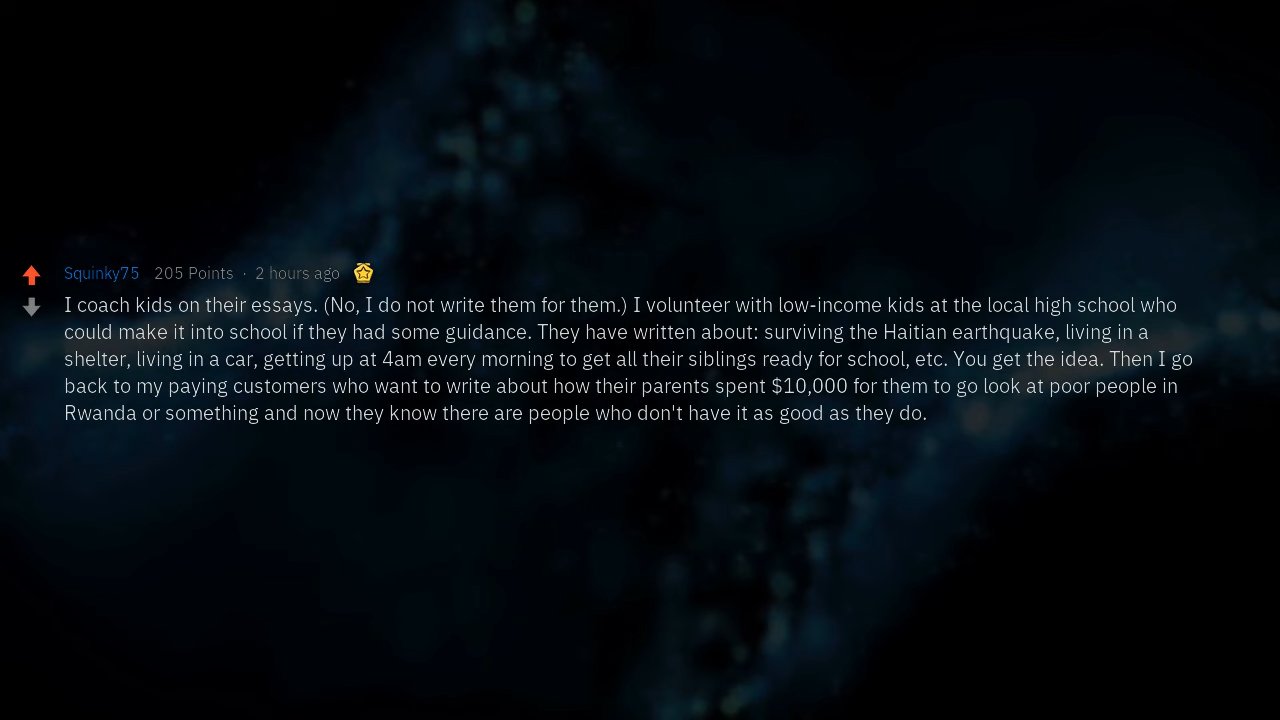 Squinky75 205 Points · 2 hours ago
I coach kids on their essays. (No, I do not write them for them.) I volunteer with low-income kids at the local high school who
could make it into school if they had some guidance. They have written about: surviving the Haitian earthquake, living in a
shelter, living in a car, getting up at 4am every morning to get all their siblings ready for school, etc. You get the idea. Then I go
back to my paying customers who want to write about how their parents spent $10,000 for them to go look at poor people in
Rwanda or something and now they know there are people who don't have it as good as they do.